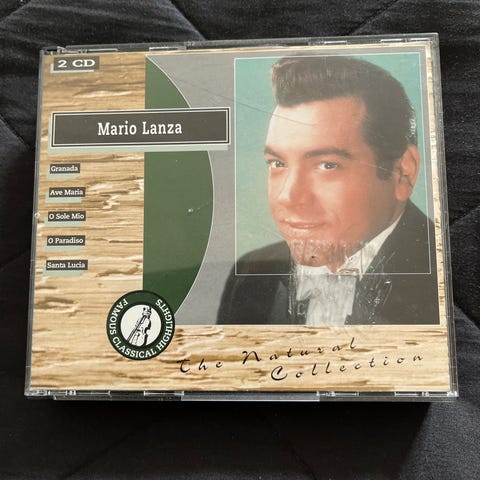 2 CD
Mario Lanza
Granada
Ave Maria
O Sole Mio
O Paradiso
Santa Lucia
FAMOUS CLASSICAL HIGHLIGHTS
The Natural
Collection